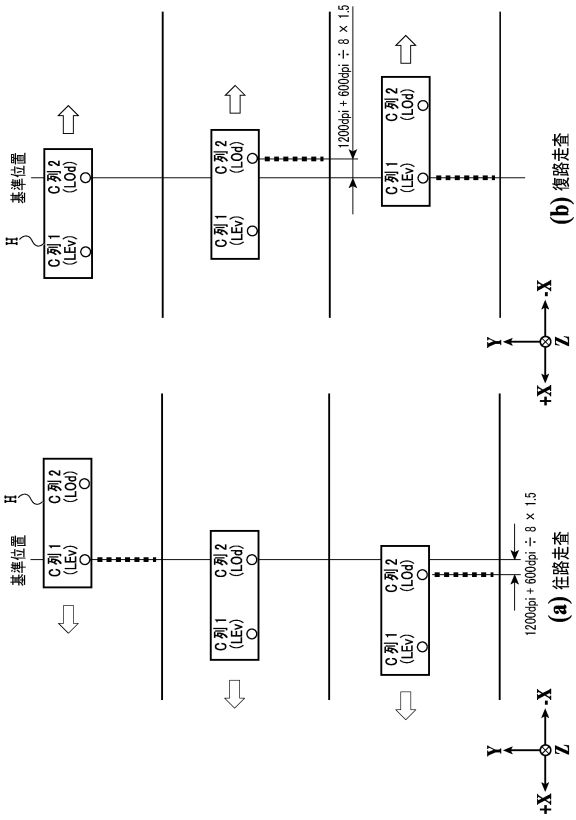 基準位置
H
C列1
(LEv)
C列2
(LOd)
C列1
(LEv)
C列2
(LOd)
C列1
(LEv)
C列2
(LOd)
1200dpi + 600dpi ÷ 8 × 1.5
(a) 往路走査
Y
+X
-X
Z
基準位置
H
C列1
(LEv)
C列2
(LOd)
C列1
(LEv)
C列2
(LOd)
1200dpi + 600dpi ÷ 8 × 1.5
C列1
(LEv)
C列2
(LOd)
(b) 復路走査
Y
+X
-X
Z